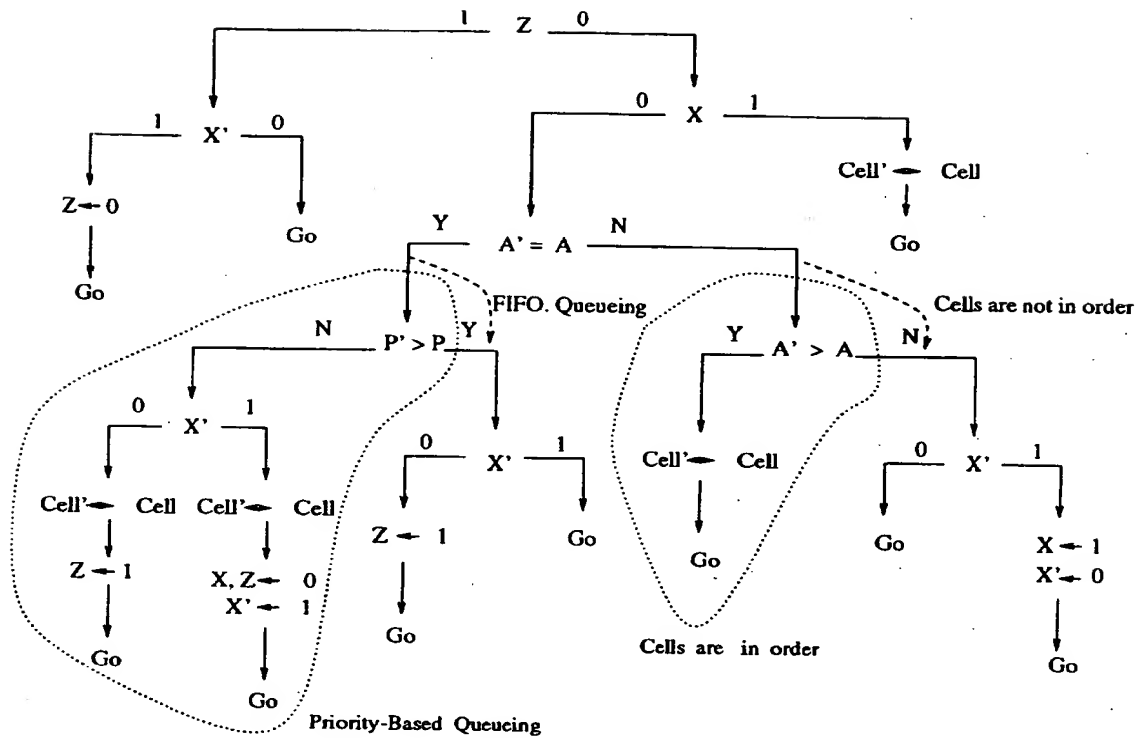 1 Z 0
1 X' 0
0 X 1
Z ← 0
Go
Go
Cell' ↔ Cell
Go
Y A' = A N
FIFO. Queueing
Cells are not in order
N P' > P Y
Y A' > A N
0 X' 1
0 X' 1
0 X' 1
Cell' ↔ Cell
Cell' ↔ Cell
Cell' ↔ Cell
Z ← 1
X, Z ← 0
X' ← 1
Z ← 1
Go
Go
Go
Go
Go
Go
X ← 1
X' ← 0
Go
Cells are in order
Priority-Based Queueing